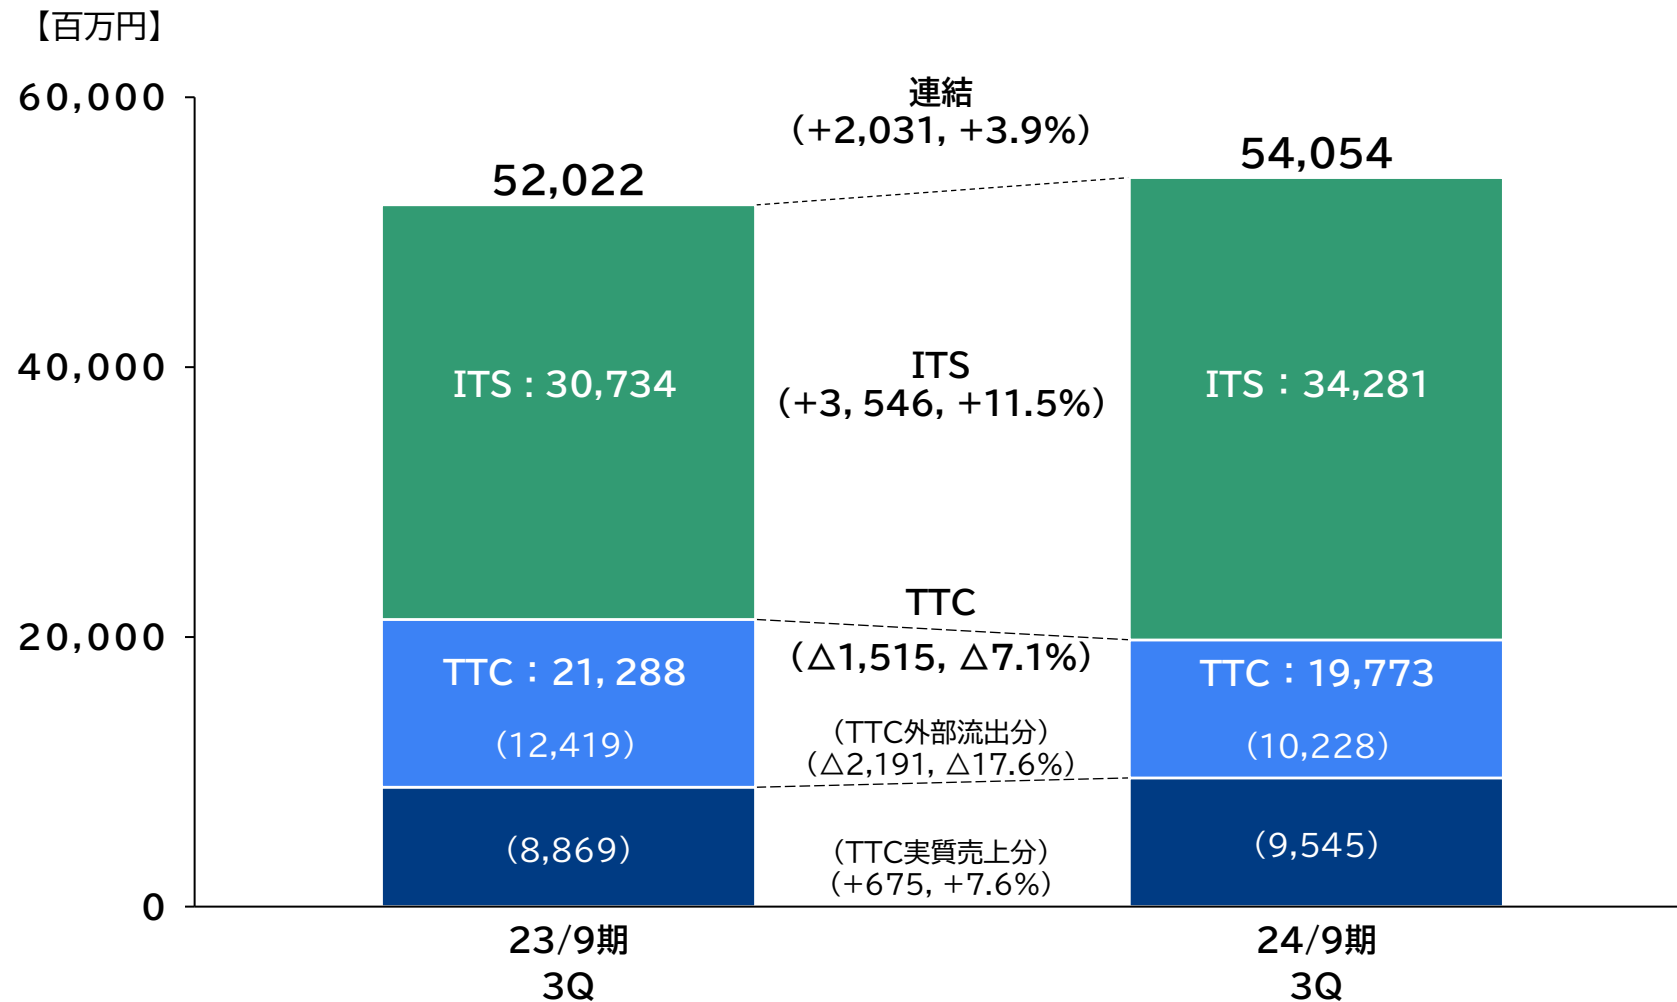 【百万円】
60,000
40,000
20,000
0
52,022
ITS : 30,734
TTC：21, 288
（12,419）
（8,869）
23/9期
3Q
連結
（+2,031, +3.9%）
ITS
（+3, 546, +11.5%）
TTC
（△1,515, △7.1%）
（TTC外部流出分）
（△2,191, △17.6%）
（TTC実質売上分）
（+675, +7.6%）
54,054
ITS：34,281
TTC：19,773
（10,228）
（9,545）
24/9期
3Q